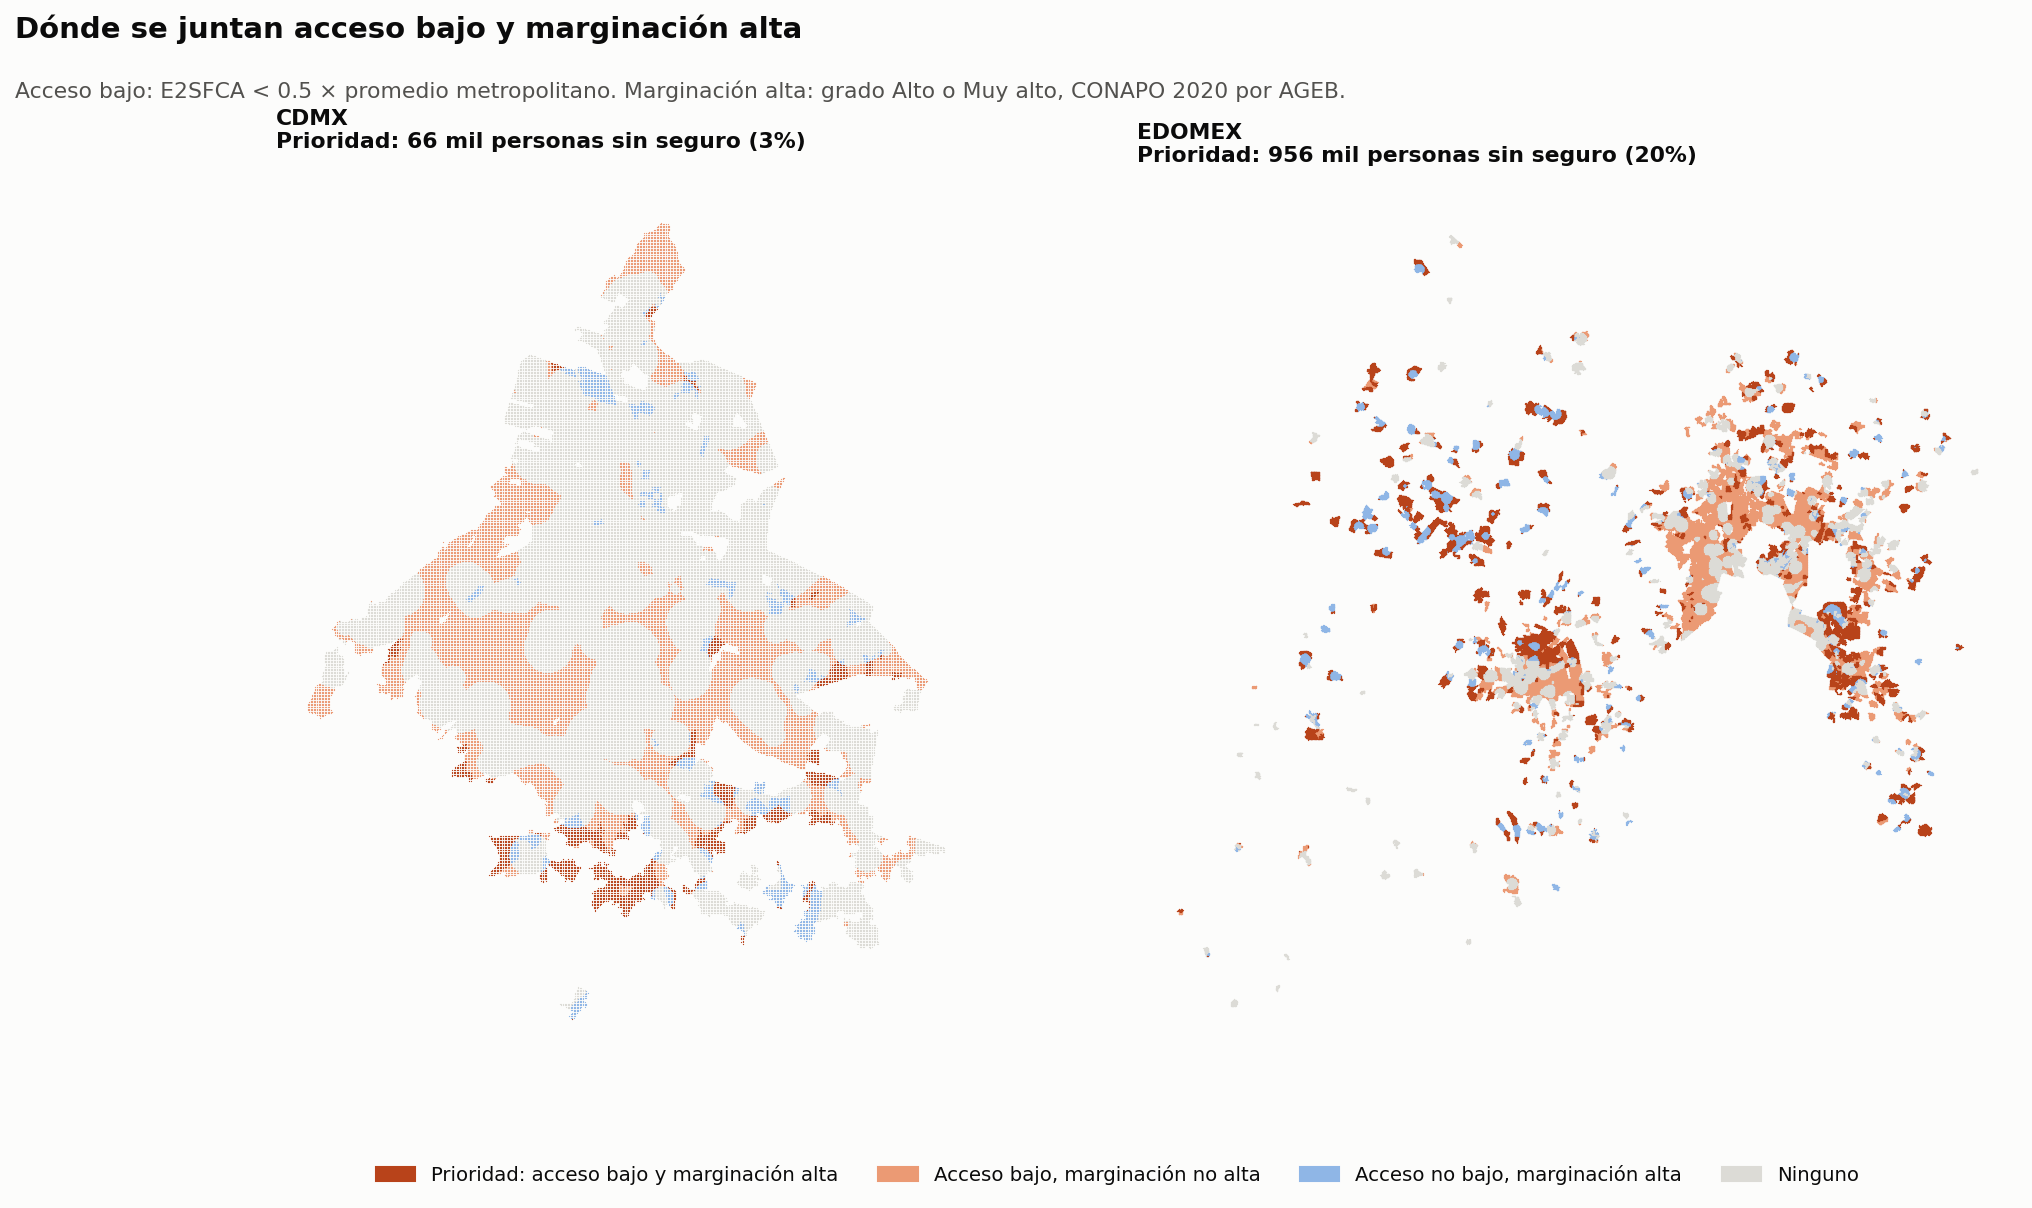 Dónde se juntan acceso bajo y marginación alta
Acceso bajo: E2SFCA < 0.5 × promedio metropolitano. Marginación alta: grado Alto o Muy alto, CONAPO 2020 por AGEB.
CDMX
Prioridad: 66 mil personas sin seguro (3%)
EDOMEX
Prioridad: 956 mil personas sin seguro (20%)
Prioridad: acceso bajo y marginación alta
Acceso bajo, marginación no alta
Acceso no bajo, marginación alta
Ninguno